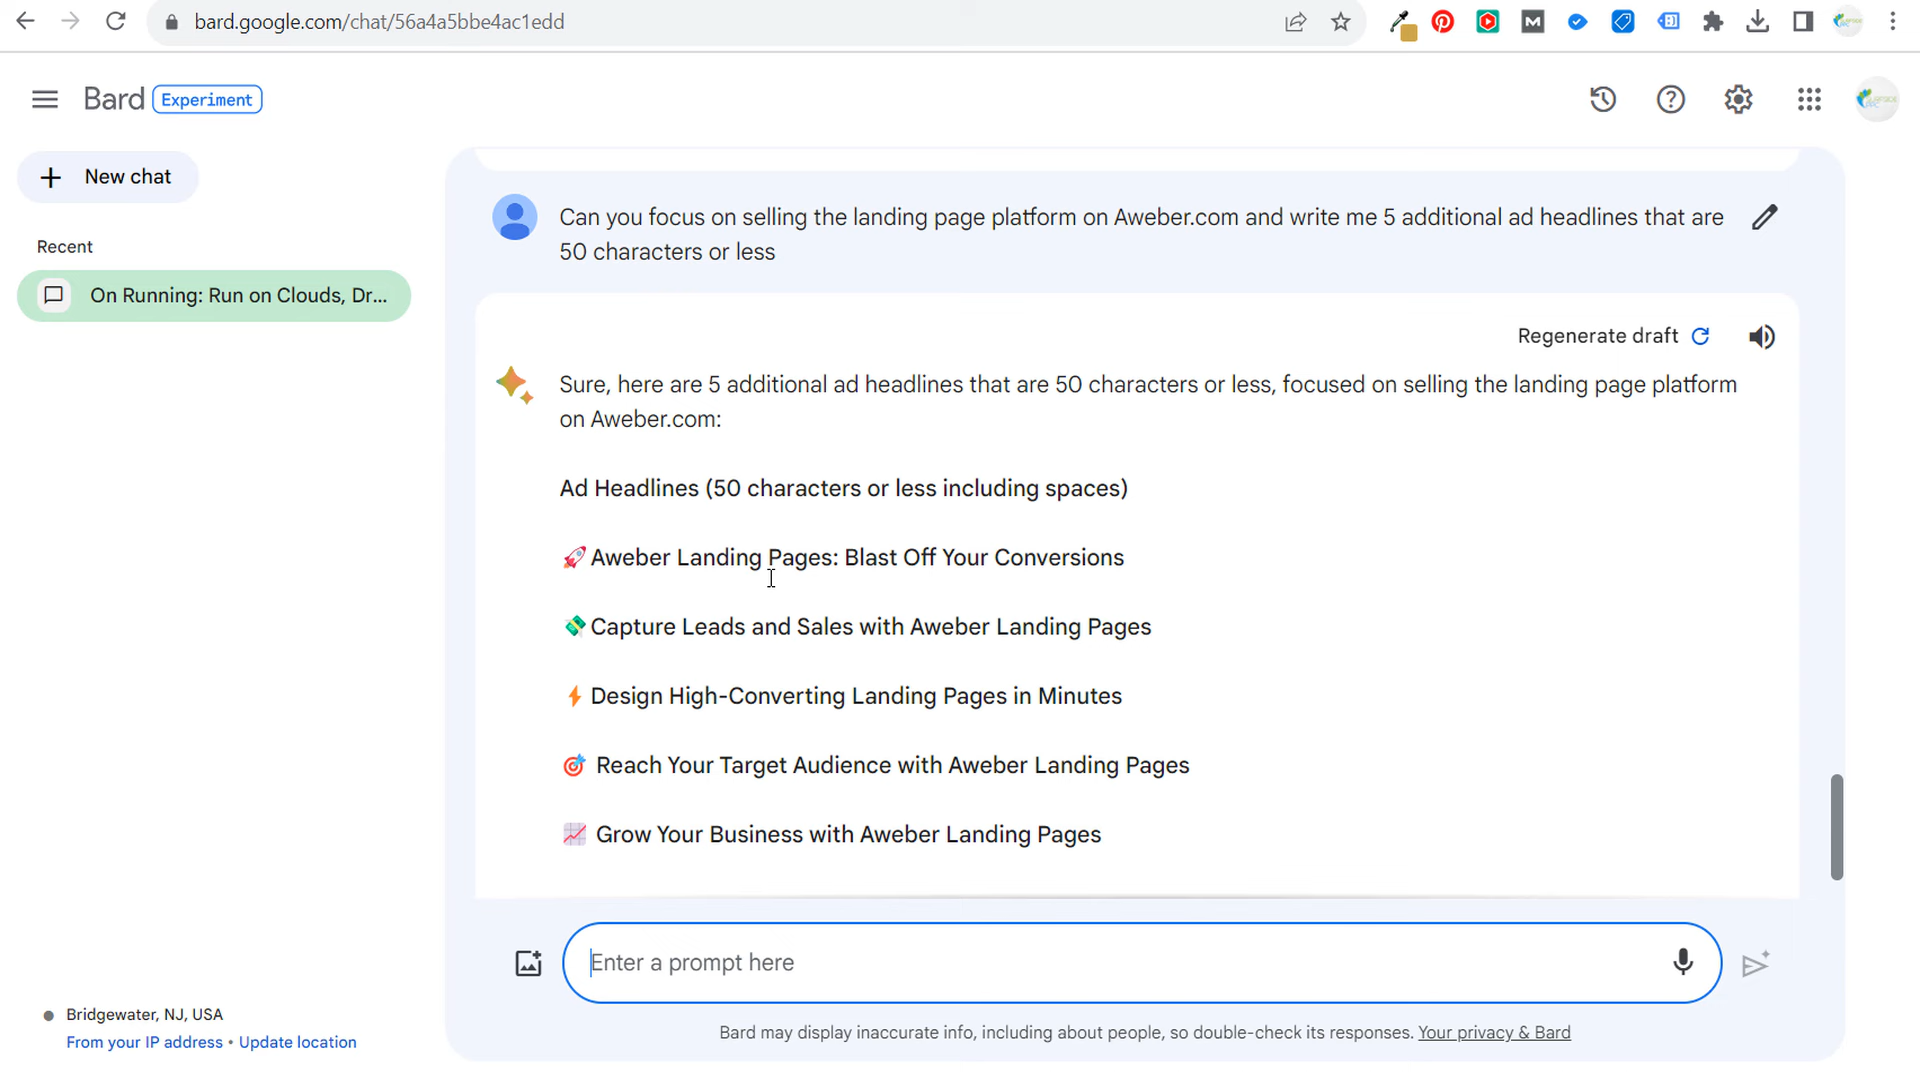 bard.google.com/chat/56a4a5bbe4ac1edd
Bard Experiment
New chat
Recent
On Running: Run on Clouds, Dr...
Can you focus on selling the landing page platform on Aweber.com and write me 5 additional ad headlines that are
50 characters or less
Regenerate draft
Sure, here are 5 additional ad headlines that are 50 characters or less, focused on selling the landing page platform
on Aweber.com:
Ad Headlines (50 characters or less including spaces)
🚀 Aweber Landing Pages: Blast Off Your Conversions
💸 Capture Leads and Sales with Aweber Landing Pages
⚡ Design High-Converting Landing Pages in Minutes
🎯 Reach Your Target Audience with Aweber Landing Pages
📈 Grow Your Business with Aweber Landing Pages
Enter a prompt here
Bridgewater, NJ, USA
From your IP address • Update location
Bard may display inaccurate info, including about people, so double-check its responses. Your privacy & Bard